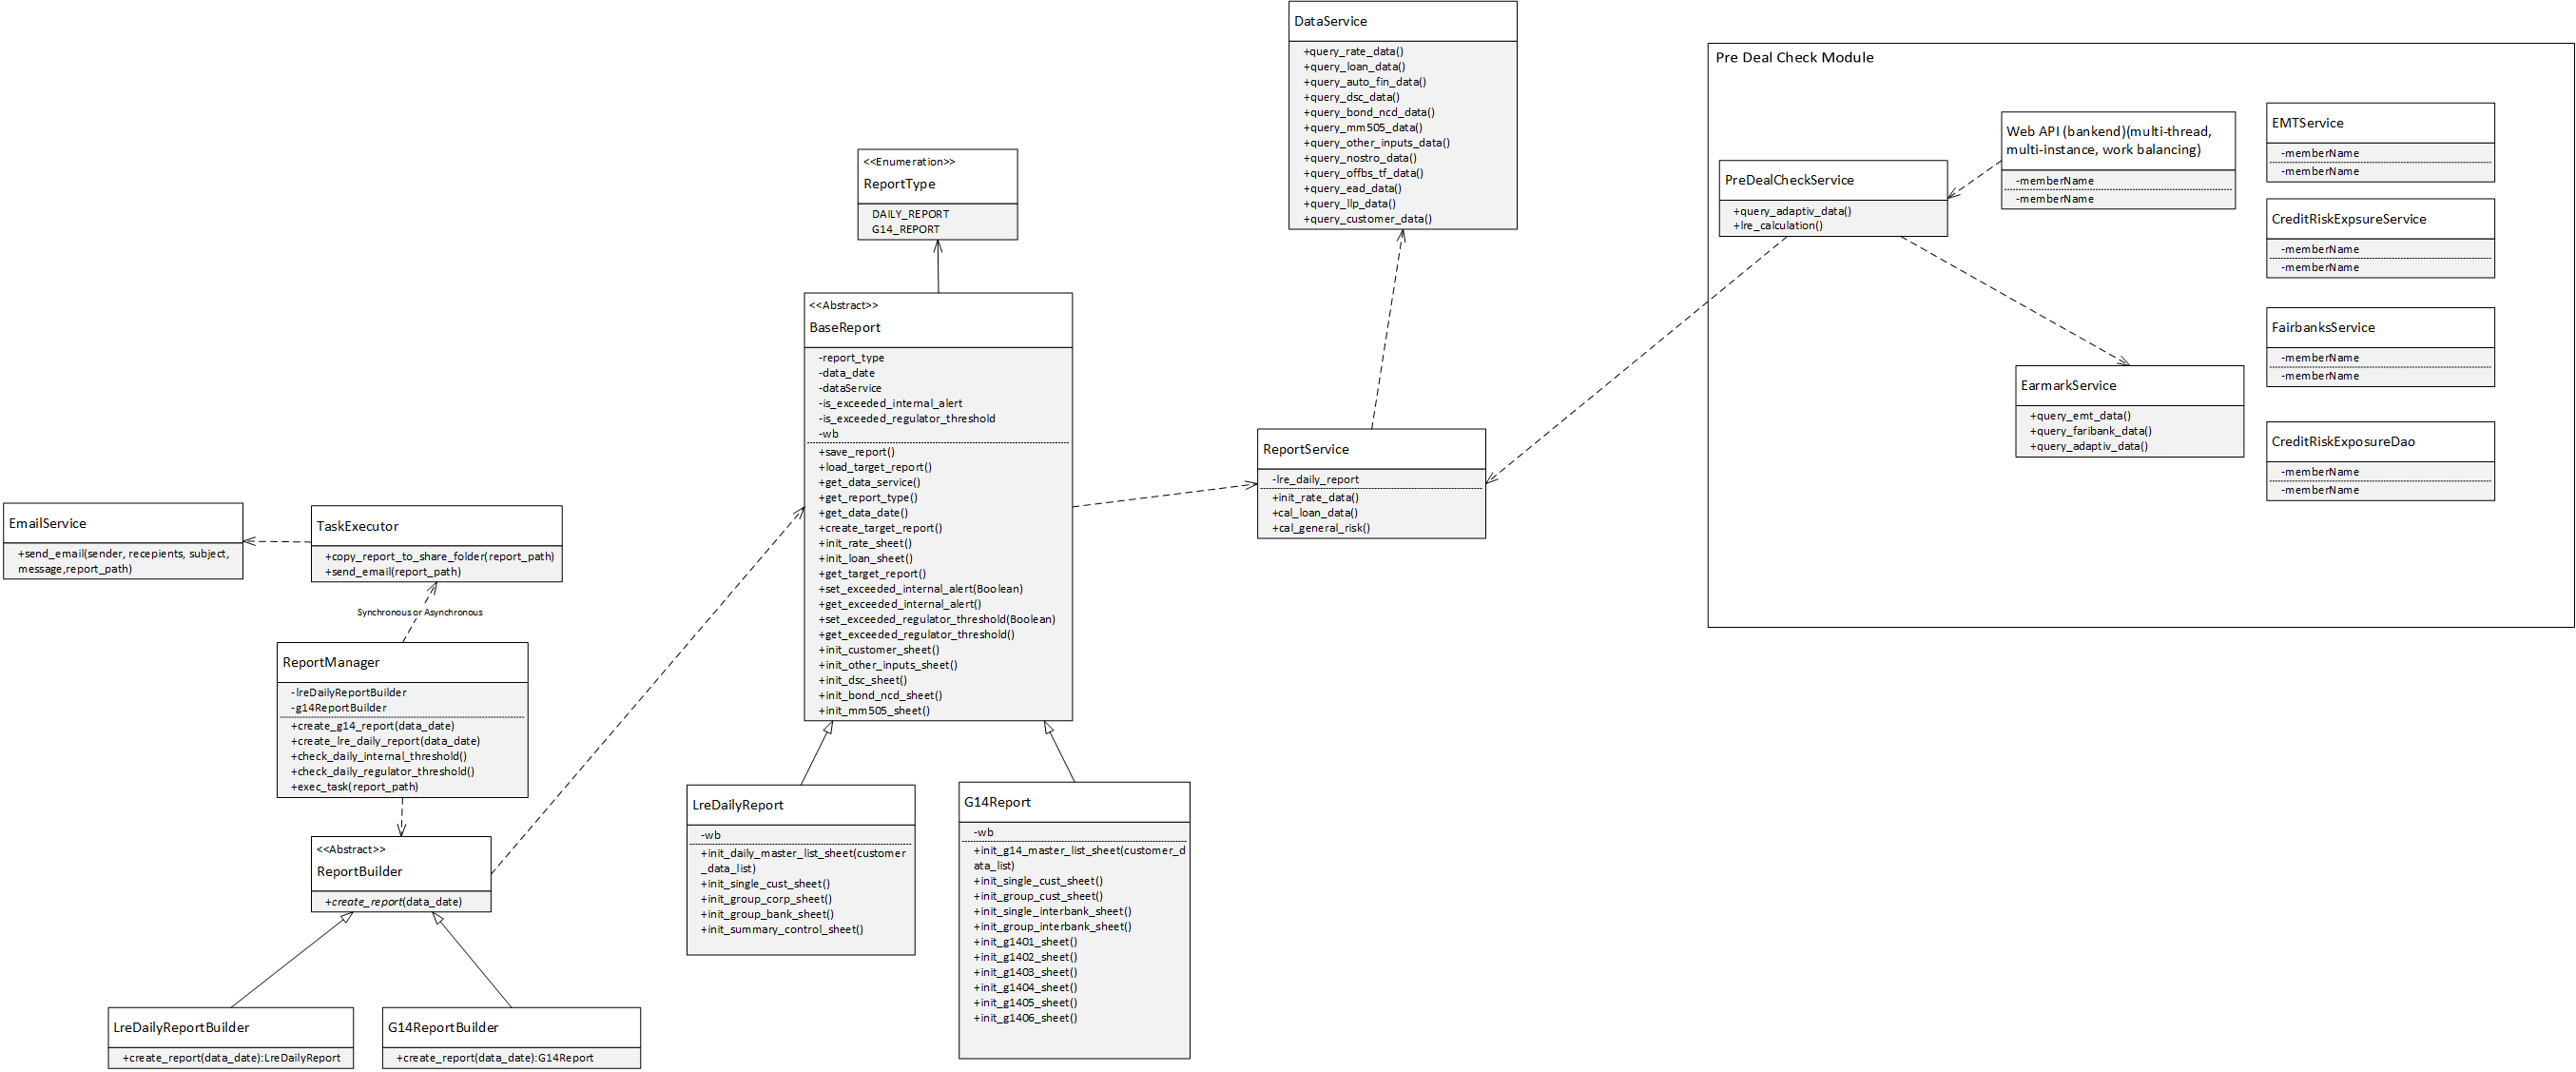 DataService
+query_rate_data()
+query_loan_data()
+query_auto_fin_data()
+query_dsc_data()
+query_bond_ncd_data()
+query_mm505_data()
+query_other_inputs_data()
+query_nostro_data()
+query_offbs_tf_data()
+query_ead_data()
+query_llp_data()
+query_customer_data()
Pre Deal Check Module
Web API (bankend)(multi-thread,
multi-instance, work balancing)
-memberName
-memberName
EMTService
-memberName
-memberName
PreDealCheckService
+query_adaptiv_data()
+lre_calculation()
CreditRiskExpsureService
-memberName
-memberName
FairbanksService
-memberName
-memberName
EarmarkService
+query_emt_data()
+query_faribank_data()
+query_adaptiv_data()
CreditRiskExposureDao
-memberName
-memberName
<<Enumeration>>
ReportType
DAILY_REPORT
G14_REPORT
<<Abstract>>
BaseReport
-report_type
-data_date
-dataService
-is_exceeded_internal_alert
-is_exceeded_regulator_threshold
-wb
+save_report()
+load_target_report()
+get_data_service()
+get_report_type()
+get_data_date()
+create_target_report()
+init_rate_sheet()
+init_loan_sheet()
+get_target_report()
+set_exceeded_internal_alert(Boolean)
+get_exceeded_internal_alert()
+set_exceeded_regulator_threshold(Boolean)
+get_exceeded_regulator_threshold()
+init_customer_sheet()
+init_other_inputs_sheet()
+init_dsc_sheet()
+init_bond_ncd_sheet()
+init_mm505_sheet()
ReportService
-lre_daily_report
+init_rate_data()
+cal_loan_data()
+cal_general_risk()
EmailService
+send_email(sender, recepients, subject,
message,report_path)
TaskExecutor
+copy_report_to_share_folder(report_path)
+send_email(report_path)
Synchronous or Asynchronous
ReportManager
-lreDailyReportBuilder
-g14ReportBuilder
+create_g14_report(data_date)
+create_lre_daily_report(data_date)
+check_daily_internal_threshold()
+check_daily_regulator_threshold()
+exec_task(report_path)
<<Abstract>>
ReportBuilder
+create_report(data_date)
LreDailyReport
-wb
+init_daily_master_list_sheet(customer
_data_list)
+init_single_cust_sheet()
+init_group_corp_sheet()
+init_group_bank_sheet()
+init_summary_control_sheet()
G14Report
-wb
+init_g14_master_list_sheet(customer_d
ata_list)
+init_single_cust_sheet()
+init_group_cust_sheet()
+init_single_interbank_sheet()
+init_group_interbank_sheet()
+init_g1401_sheet()
+init_g1402_sheet()
+init_g1403_sheet()
+init_g1404_sheet()
+init_g1405_sheet()
+init_g1406_sheet()
LreDailyReportBuilder
+create_report(data_date):LreDailyReport
G14ReportBuilder
+create_report(data_date):G14Report